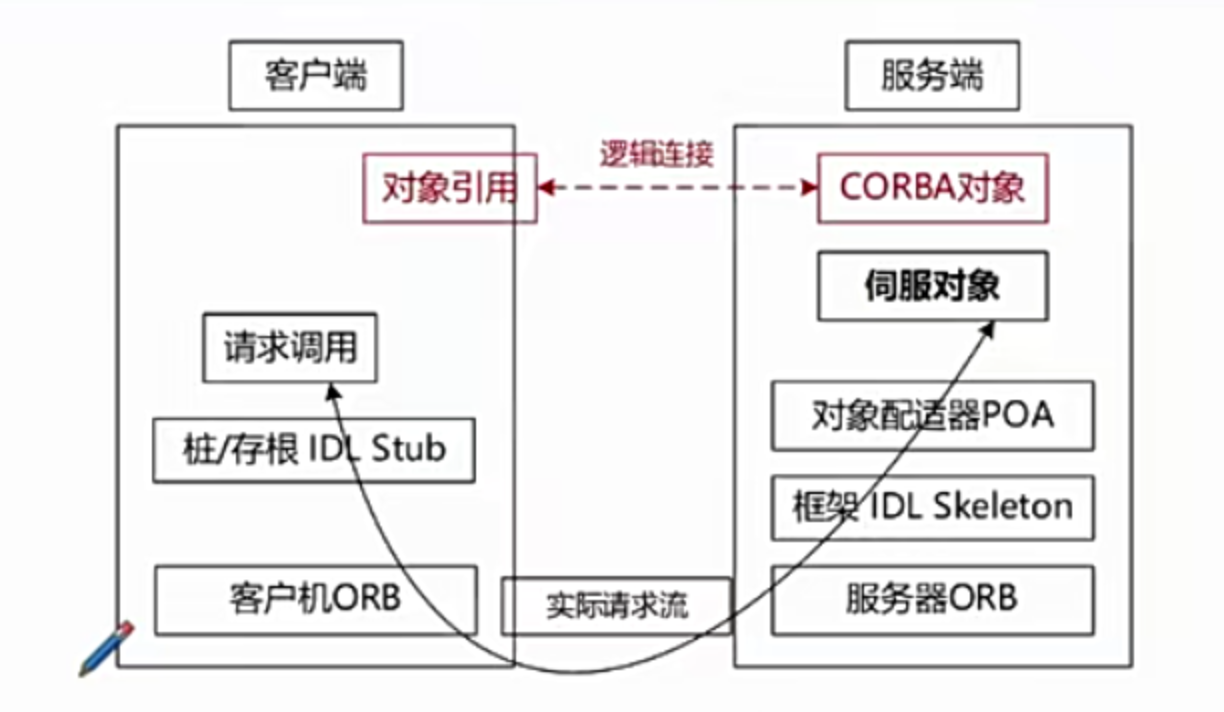 客户端
服务端
逻辑连接
对象引用
CORBA对象
伺服对象
请求调用
对象配适器POA
桩/存根 IDL Stub
框架 IDL Skeleton
客户机ORB
实际请求流
服务器ORB